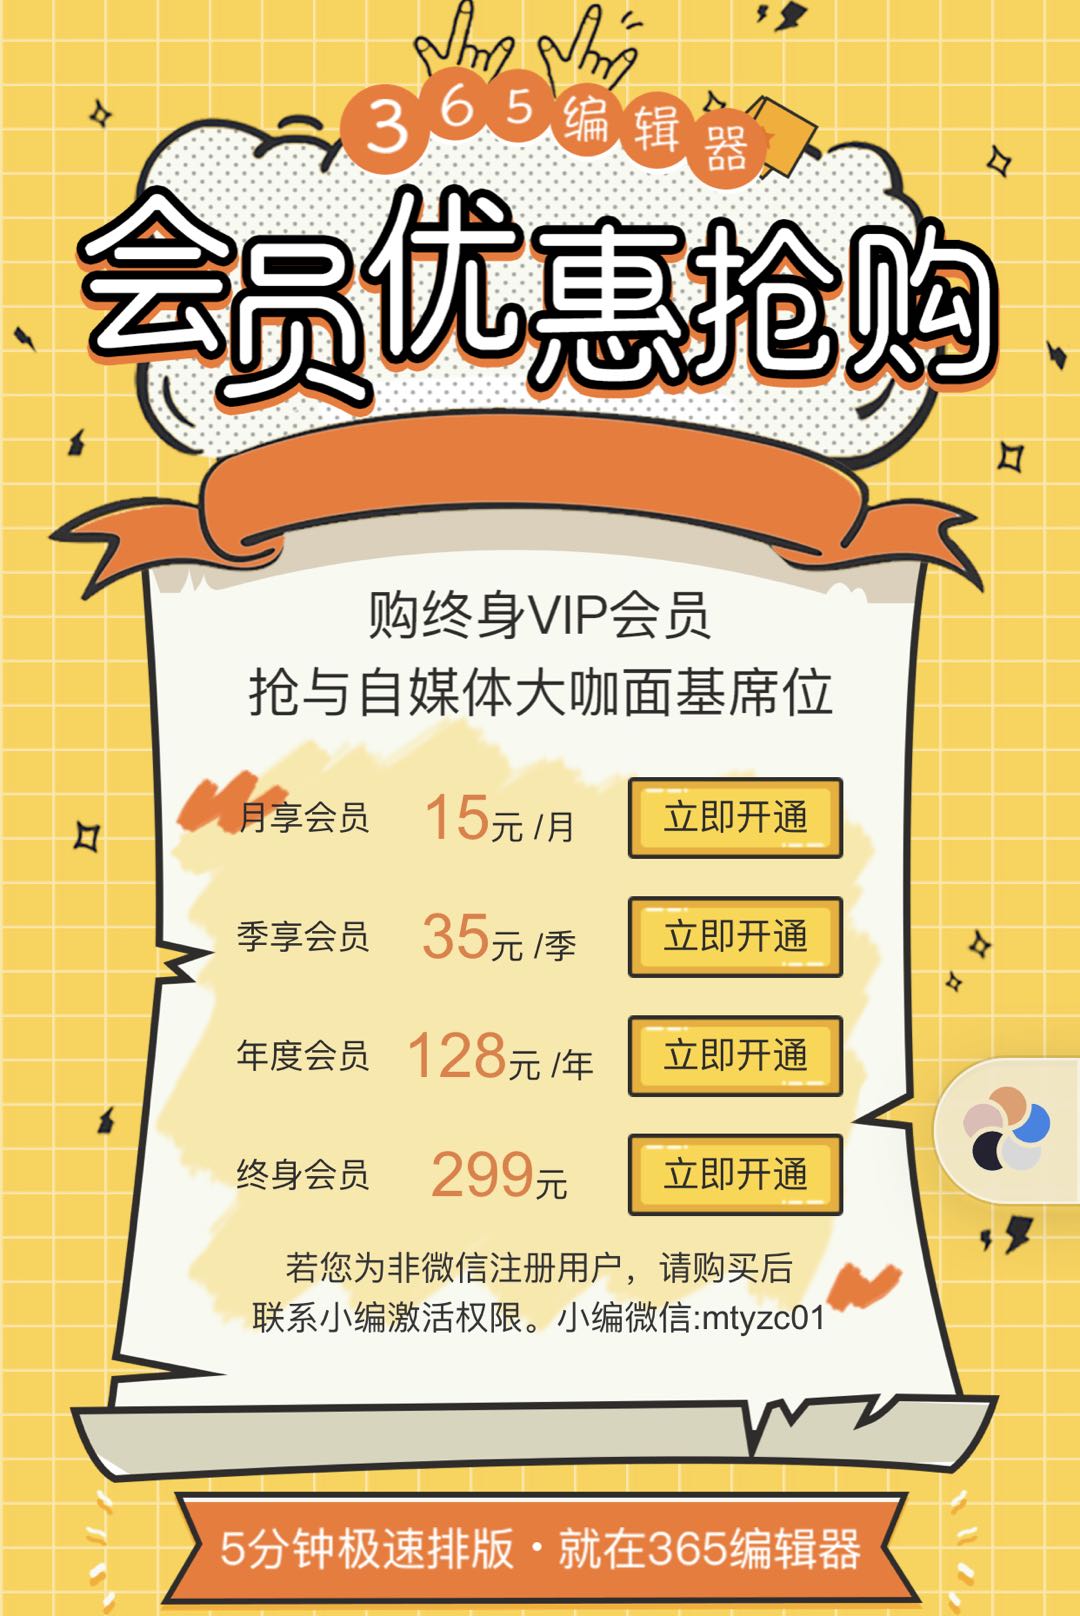 365编辑器
会员优惠抢购
购终身VIP会员
抢与自媒体大咖面基席位
月享会员 15元 /月 立即开通
季享会员 35元 /季 立即开通
年度会员 128元 /年 立即开通
终身会员 299元 立即开通
若您为非微信注册用户，请购买后
联系小编激活权限。小编微信:mtyzc01
5分钟极速排版·就在365编辑器